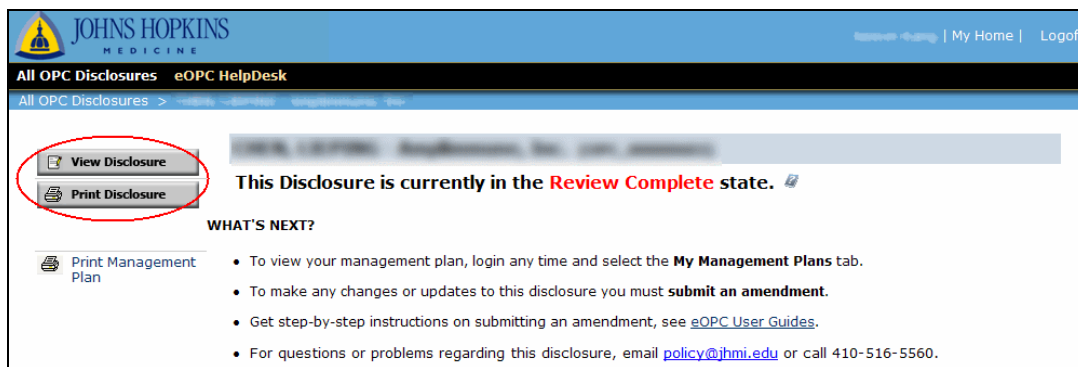 JOHNS HOPKINS
MEDICINE
| My Home | Logof
All OPC Disclosures eOPC HelpDesk
All OPC Disclosures >
View Disclosure
Print Disclosure
This Disclosure is currently in the Review Complete state.
WHAT'S NEXT?
Print Management
Plan
• To view your management plan, login any time and select the My Management Plans tab.
• To make any changes or updates to this disclosure you must submit an amendment.
• Get step-by-step instructions on submitting an amendment, see eOPC User Guides.
• For questions or problems regarding this disclosure, email policy@jhmi.edu or call 410-516-5560.